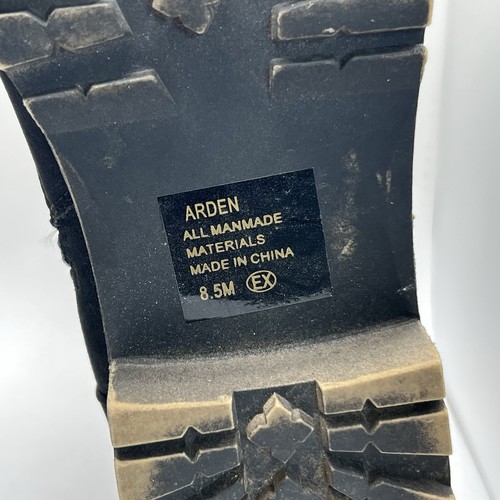 ARDEN
ALL MANMADE
MATERIALS
MADE IN CHINA
8.5M EX